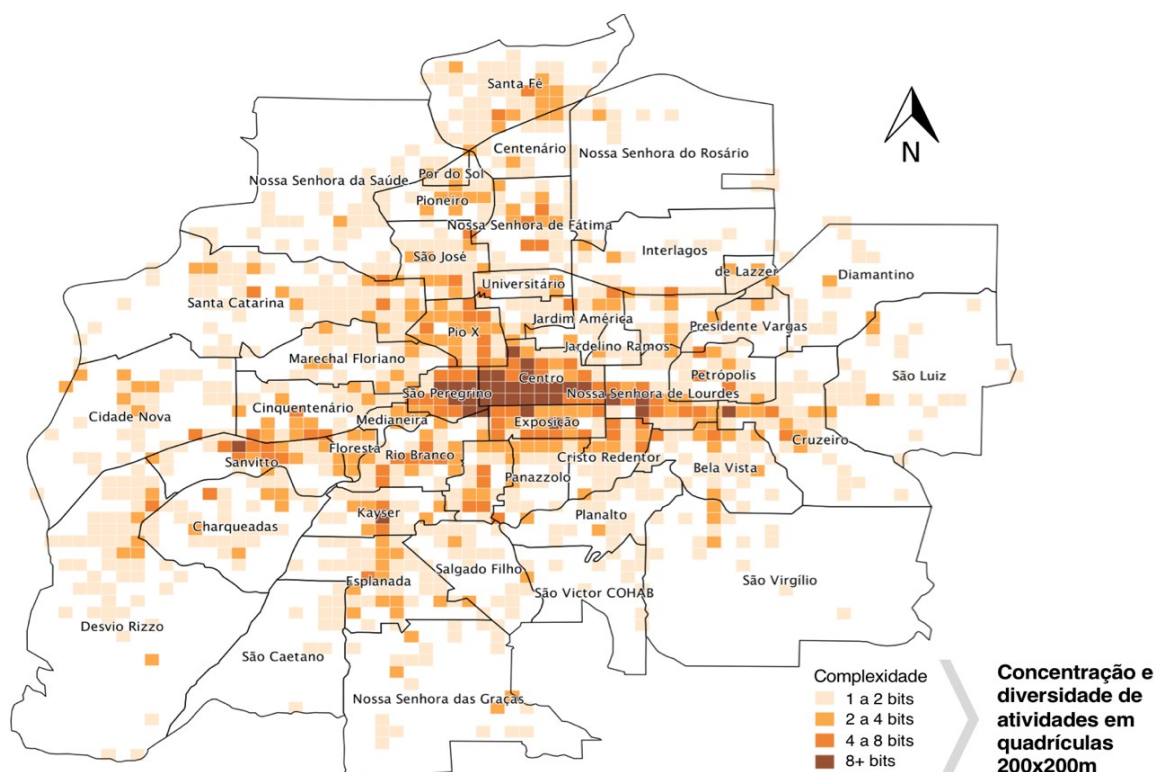 Santa Fé
Centenário
Nossa Senhora do Rosário
N
Por do Sol
Nossa Senhora da Saúde
Pioneiro
Nossa Senhora de Fátima
Interlagos
São José
de Lazzer
Diamantino
Universitário
Santa Catarina
Jardim América
Presidente Vargas
Pio X
Jardelino Ramos
Marechal Floriano
Petrópolis
São Luiz
Centro
São Peregrino
Nossa Senhora de Lourdes
Cinquentenário
Cidade Nova
Medianeira
Exposição
Cruzeiro
Floresta
Rio Branco
Cristo Redentor
Sanvitto
Bela Vista
Panazzolo
Kayser
Planalto
Charqueadas
Salgado Filho
Esplanada
São Virgílio
São Victor COHAB
Desvio Rizzo
São Caetano
Nossa Senhora das Graças
Complexidade
1 a 2 bits
2 a 4 bits
4 a 8 bits
8+ bits
Concentração e
diversidade de
atividades em
quadrículas
200x200m